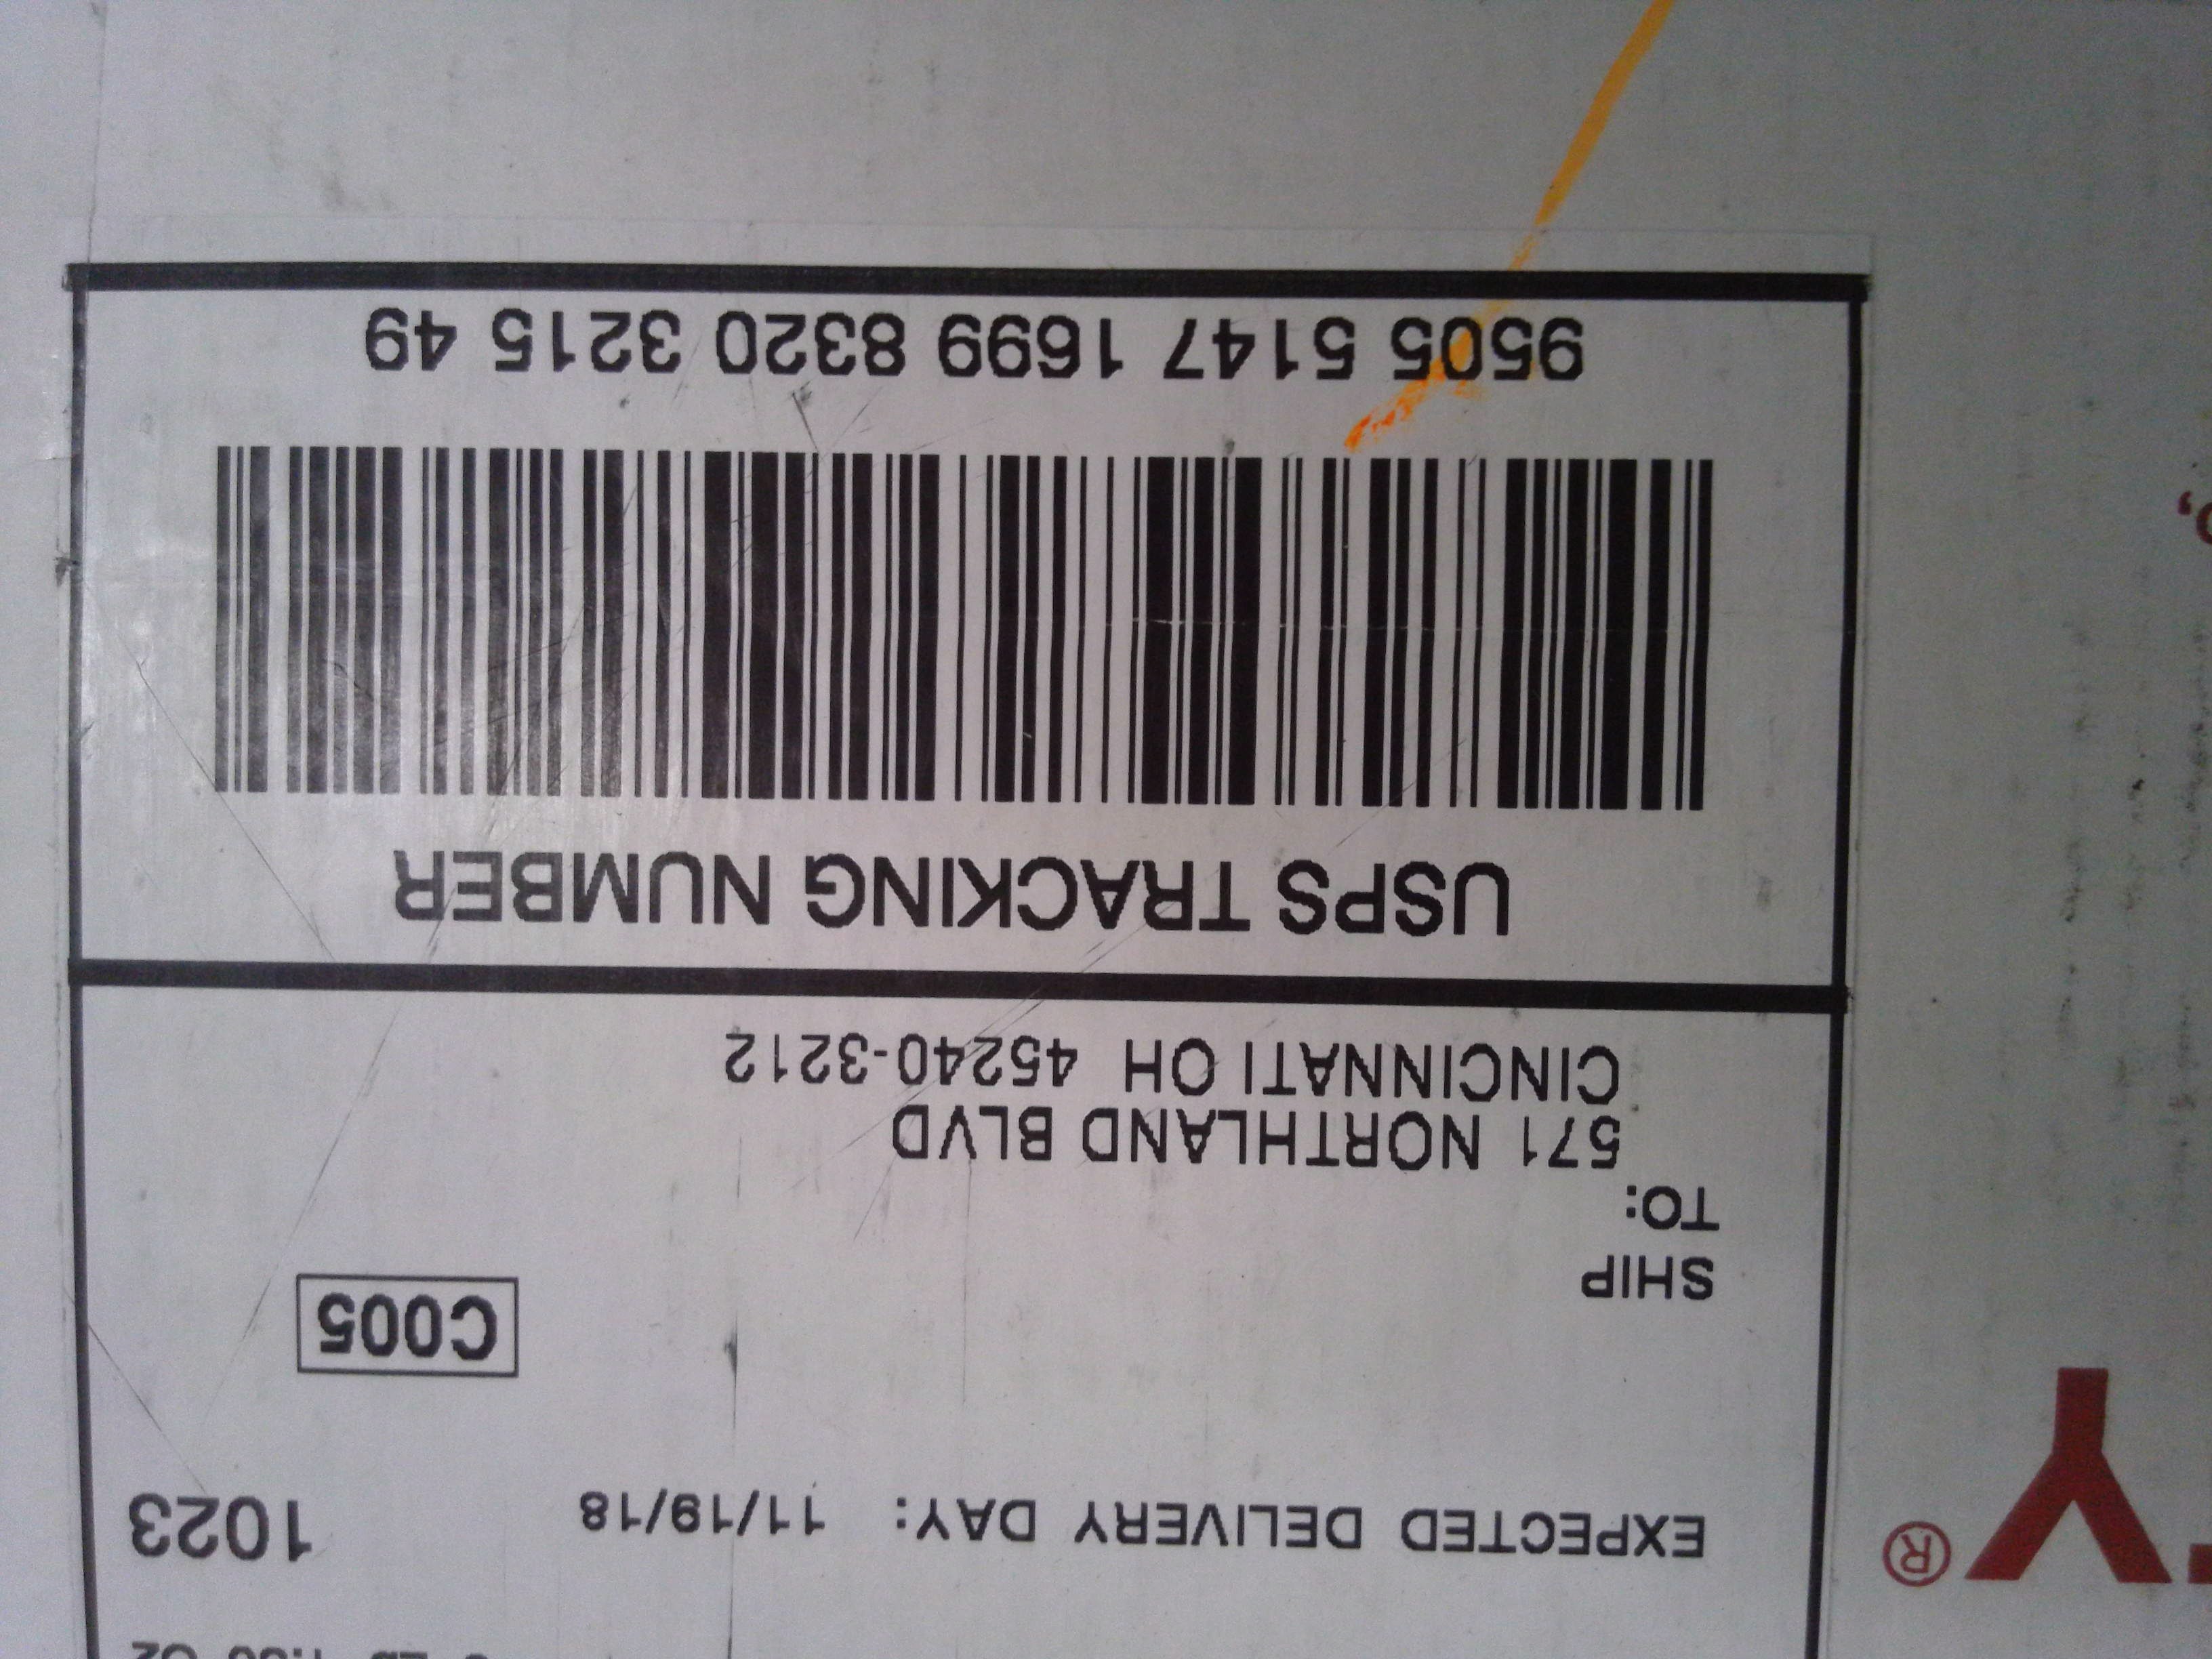 1023
EXPECTED DELIVERY DAY: 11/19/18
C005
SHIP
TO:
571 NORTHLAND BLVD
CINCINNATI OH 45240-3212
USPS TRACKING NUMBER
9505 5147 1699 8320 3215 49
Y®